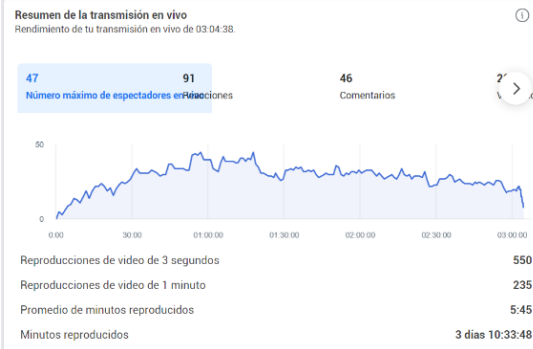 Resumen de la transmisión en vivo
Rendimiento de tu transmisión en vivo de 03:04:38.
47 91 46
Número máximo de espectadores en Reacciones Comentarios
50
0
0:00 30:00 01:00:00 01:30:00 02:00:00 02:30:00 03:00:00
Reproducciones de video de 3 segundos 550
Reproducciones de video de 1 minuto 235
Promedio de minutos reproducidos 5:45
Minutos reproducidos 3 días 10:33:48